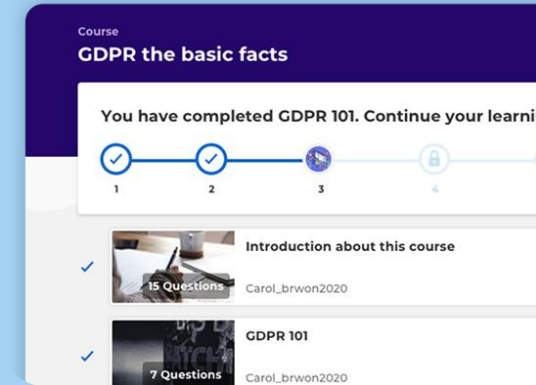 Course
GDPR the basic facts
You have completed GDPR 101. Continue your learni
1
2
3
4
Introduction about this course
15 Questions
Carol_brwon2020
GDPR 101
7 Questions
Carol_brwon2020